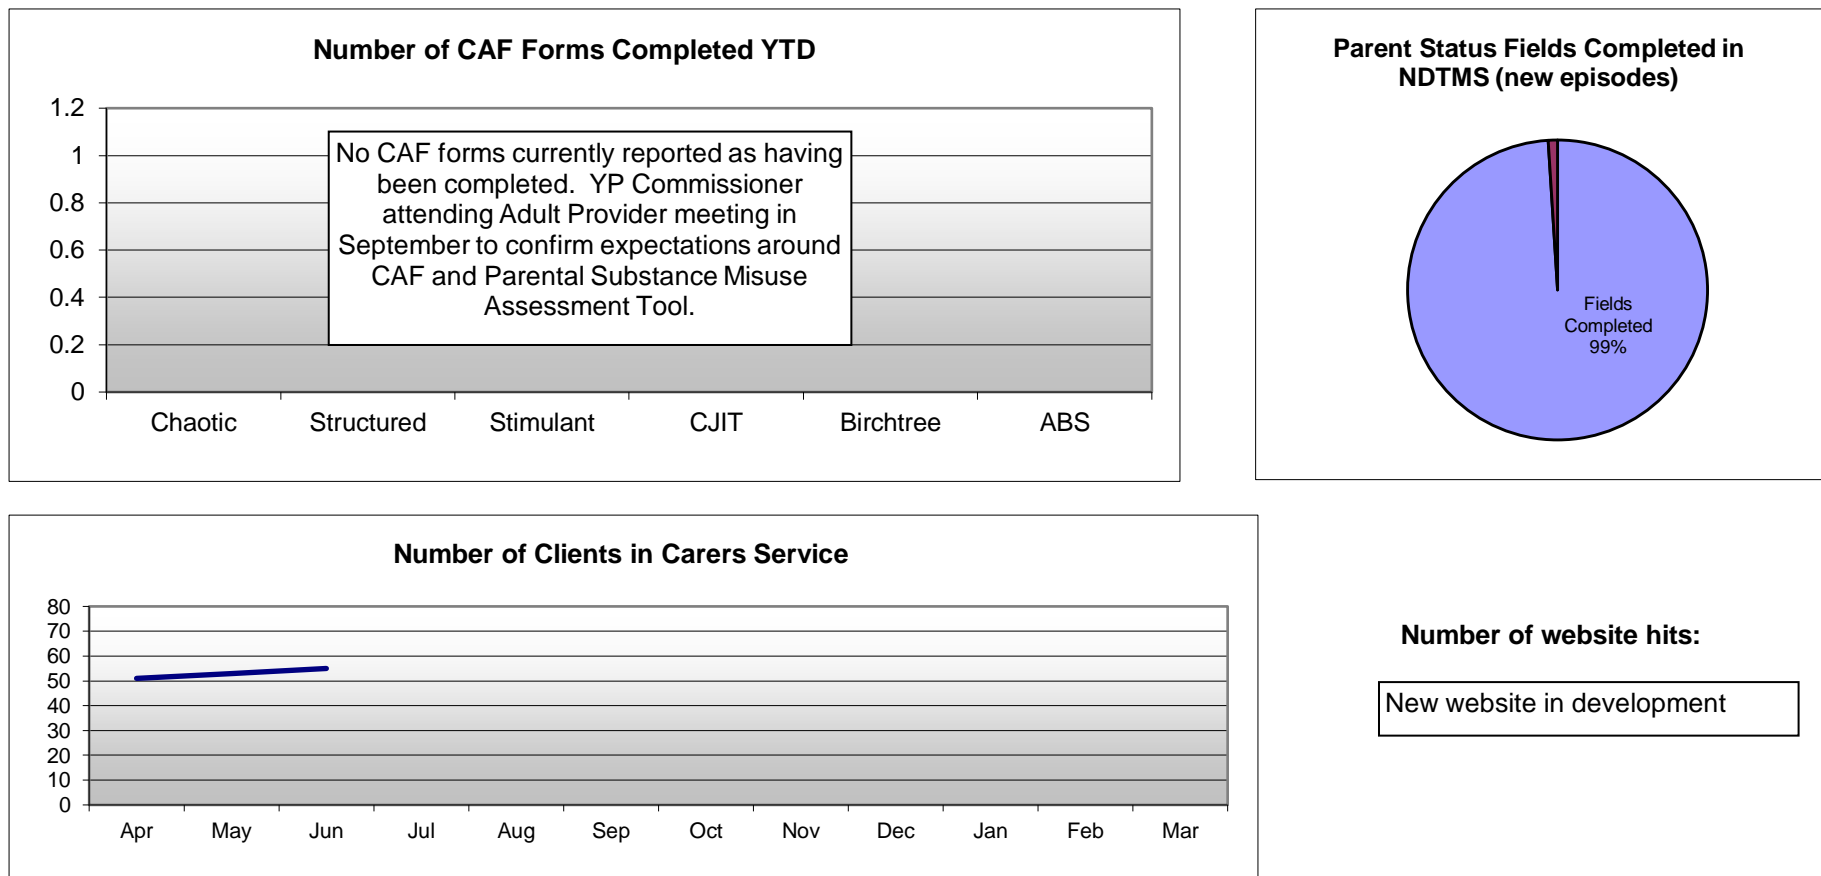 Number of CAF Forms Completed YTD
1.2
1
0.8
0.6
0.4
0.2
0
No CAF forms currently reported as having
been completed.  YP Commissioner
attending Adult Provider meeting in
September to confirm expectations around
CAF and Parental Substance Misuse
Assessment Tool.
Chaotic Structured Stimulant CJIT Birchtree ABS
Parent Status Fields Completed in
NDTMS (new episodes)
Fields
Completed
99%
Number of Clients in Carers Service
80
70
60
50
40
30
20
10
0
Apr May Jun Jul Aug Sep Oct Nov Dec Jan Feb Mar
Number of website hits:
New website in development